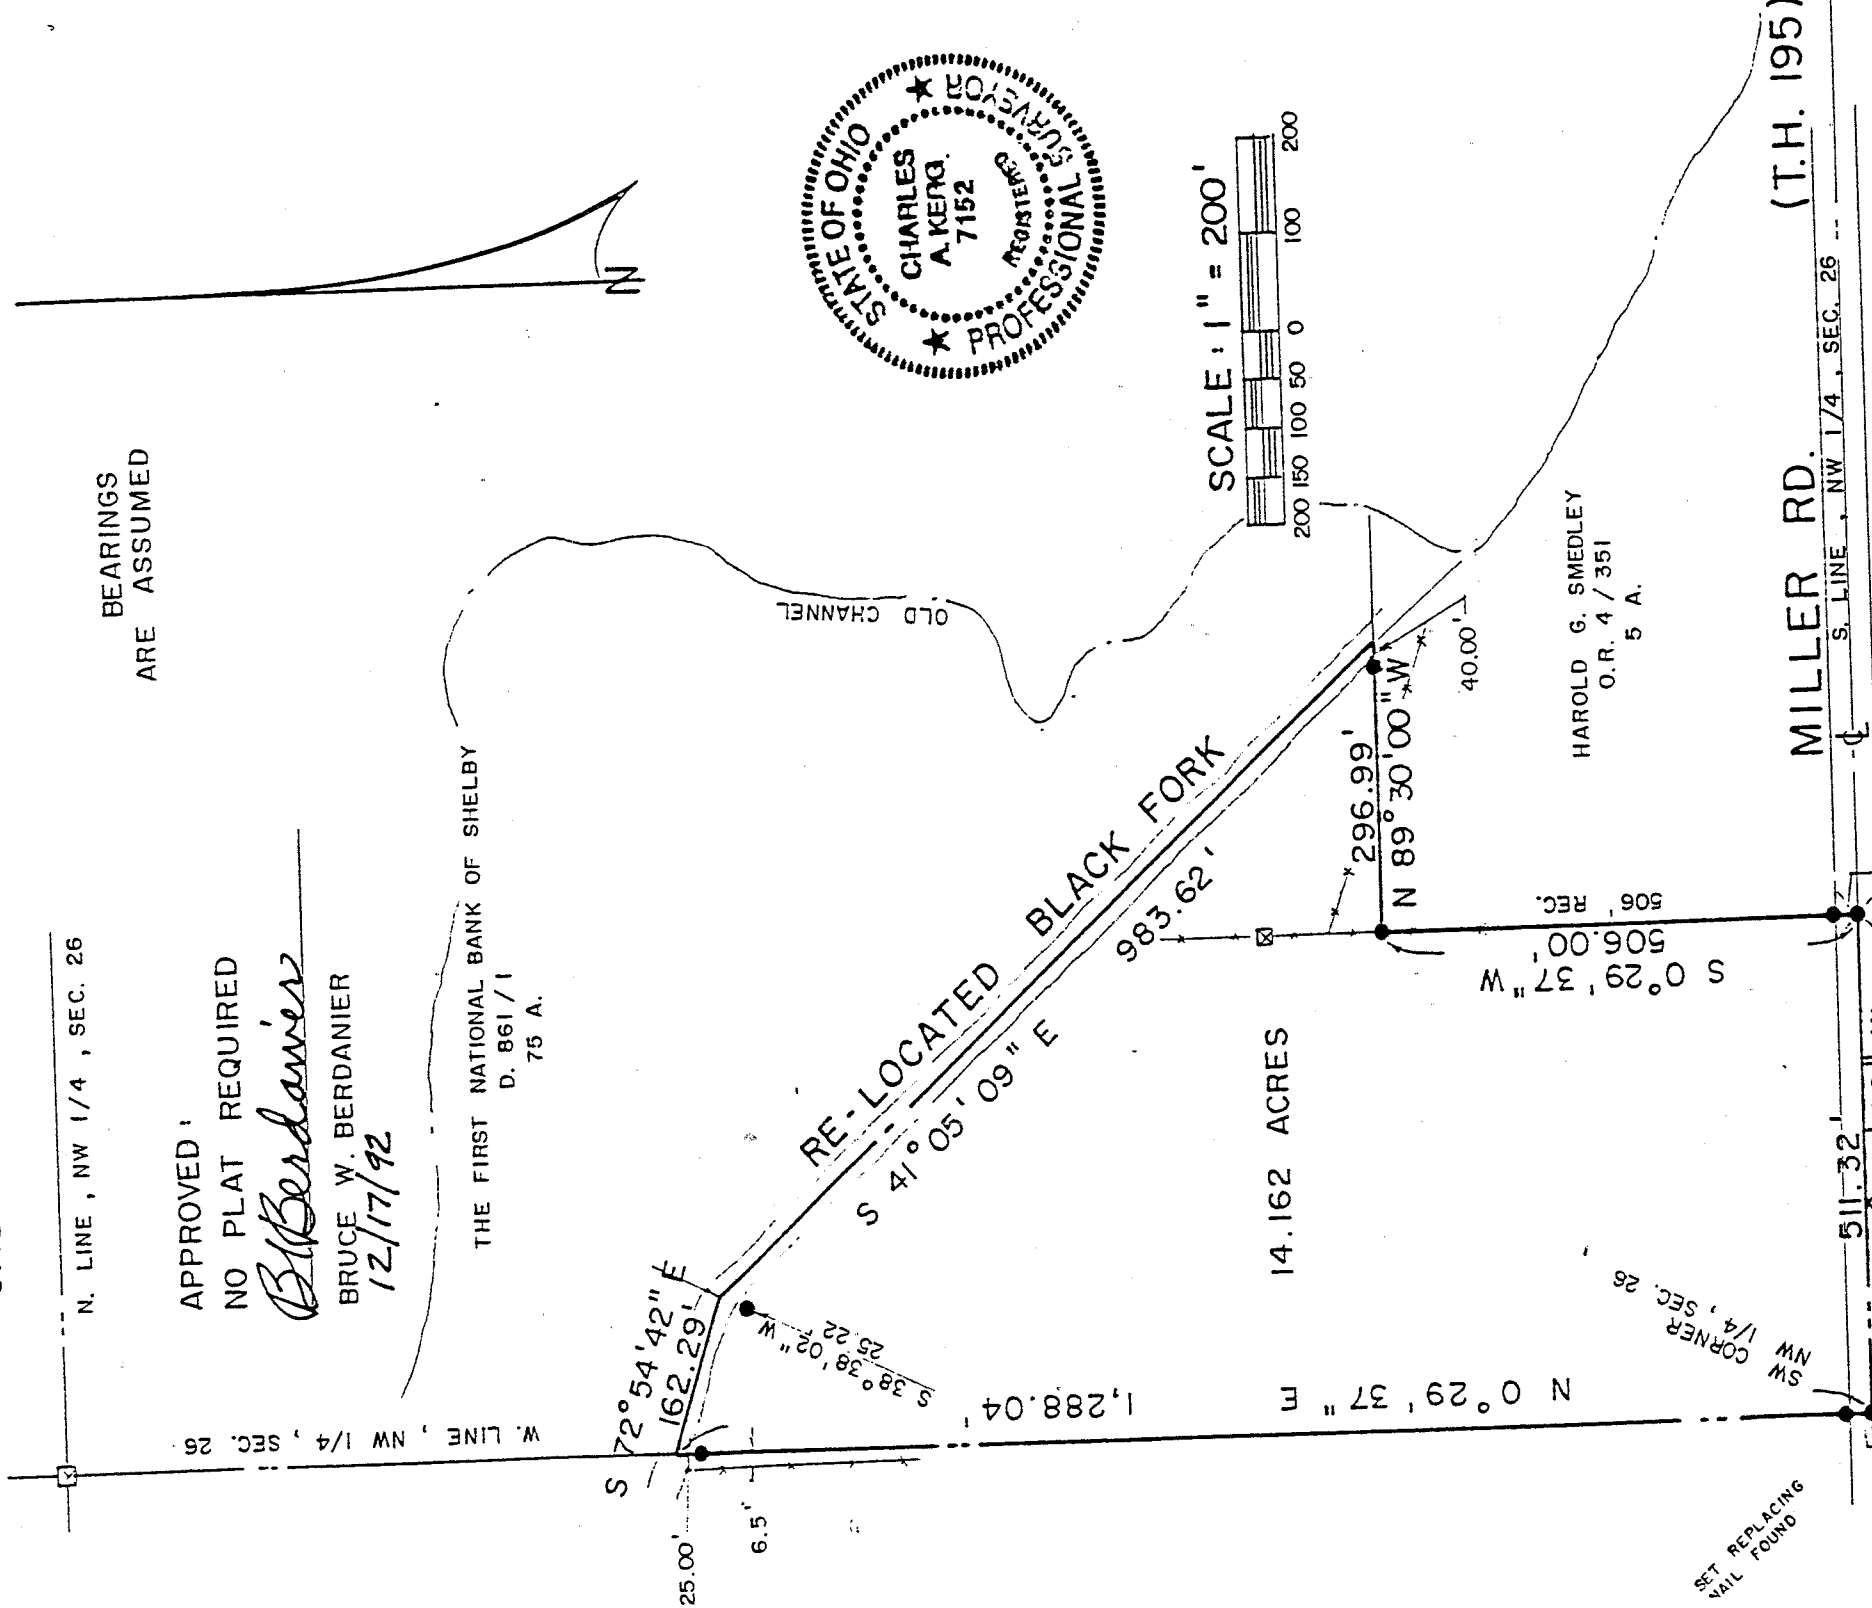 BEARINGS
ARE ASSUMED
N. LINE, NW 1/4, SEC. 26
APPROVED:
NO PLAT REQUIRED
BWBerdanier
BRUCE W. BERDANIER
12/17/92
THE FIRST NATIONAL BANK OF SHELBY
D. 861/1
75 A.
N
STATE OF OHIO
CHARLES
A. KERG.
7152
REGISTERED
PROFESSIONAL SURVEYOR
SCALE: 1" = 200'
200 150 100 50 0 100 200
OLD CHANNEL
RE-LOCATED BLACK FORK
983.62'
S 41° 05' 09" E
S 72° 54' 42" E
162.29'
S 38° 38' 02" W
25.22
W. LINE, NW 1/4, SEC. 26
25.00'
6.5'
1,288.04'
N 0° 29' 37" E
14.162 ACRES
296.99'
N 89° 30' 00" W
40.00'
506' REC.
506.00'
S 0° 29' 37" W
HAROLD G. SMEDLEY
O.R. 4/351
5 A.
MILLER RD. (T.H. 195)
S. LINE, NW 1/4, SEC. 26
℄
511.32'
SW CORNER
NW 1/4, SEC. 26
SET REPLACING
NAIL FOUND